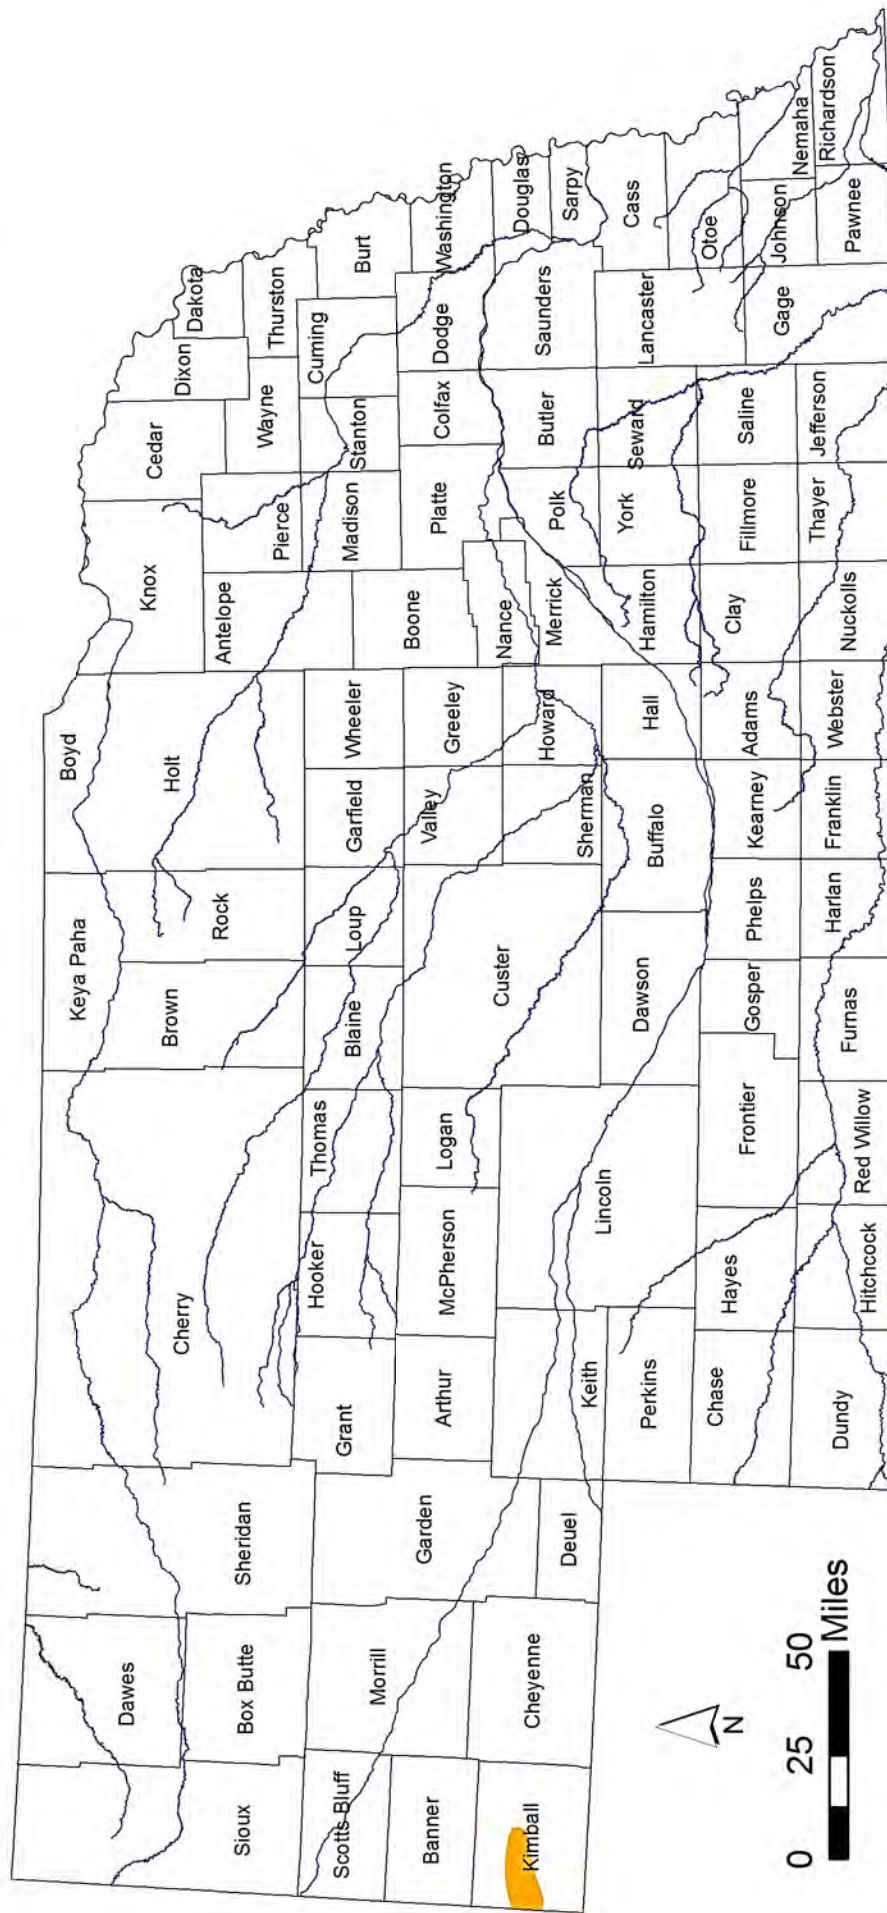 Sioux
Dawes
Sheridan
Cherry
Keya Paha
Boyd
Brown
Rock
Holt
Knox
Cedar
Dixon
Dakota
Antelope
Pierce
Wayne
Thurston
Box Butte
Scotts Bluff
Morrill
Garden
Grant
Hooker
Thomas
Blaine
Loup
Garfield
Wheeler
Boone
Madison
Stanton
Cuming
Burt
Banner
Arthur
McPherson
Logan
Custer
Valley
Greeley
Nance
Platte
Colfax
Dodge
Washington
Kimball
Cheyenne
Deuel
Keith
Lincoln
Dawson
Buffalo
Sherman
Howard
Merrick
Polk
Butler
Saunders
Douglas
Sarpy
Perkins
Hall
Hamilton
York
Seward
Lancaster
Cass
Otoe
Chase
Hayes
Frontier
Gosper
Phelps
Kearney
Adams
Clay
Fillmore
Saline
Gage
Johnson
Nemaha
Dundy
Hitchcock
Red Willow
Furnas
Harlan
Franklin
Webster
Nuckolls
Thayer
Jefferson
Pawnee
Richardson
N
0 25 50
Miles